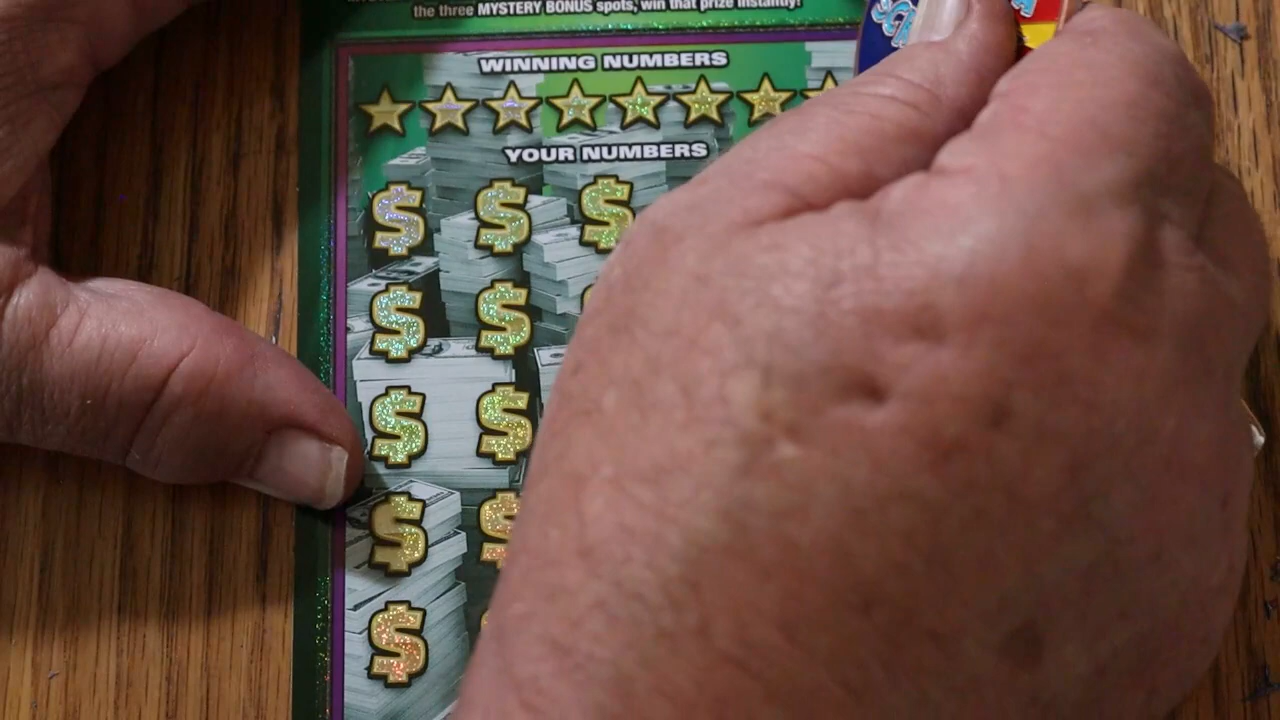 the three MYSTERY BONUS spots, win that prize instantly!
WINNING NUMBERS
YOUR NUMBERS
$ $ $
$ $
$ $
$ $
$